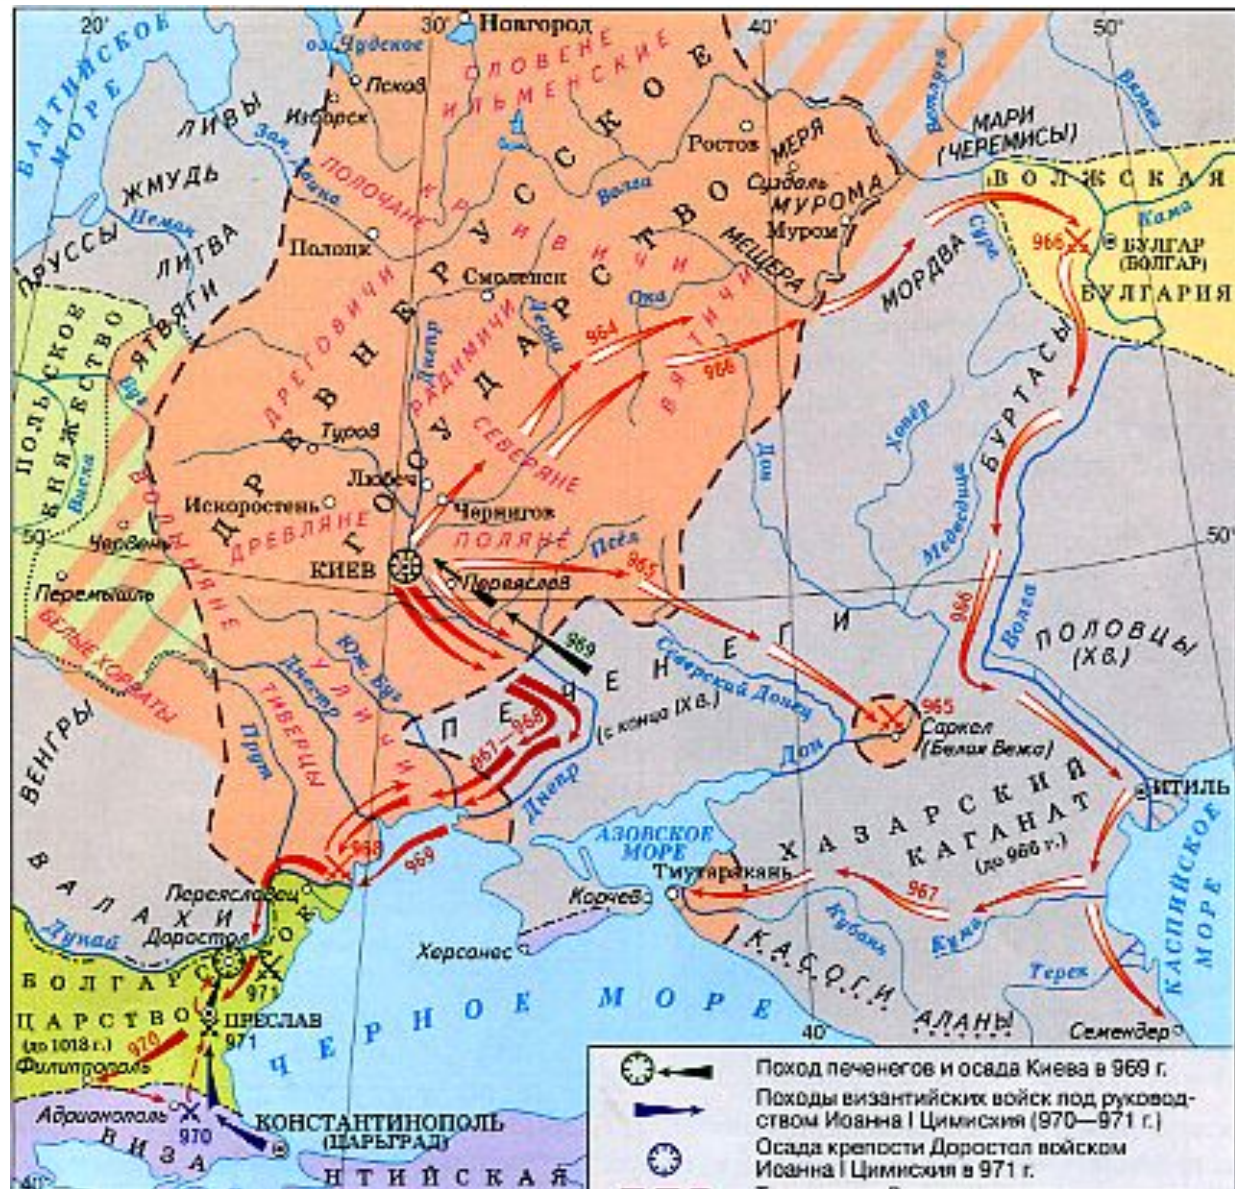 20°
30°
40°
50°
БАЛТИЙСКОЕ
МОРЕ
Новгород
оз. Чудское
Псков
Изборск
СЛОВЕНЕ
ИЛЬМЕНСКИЕ
ЛИВЫ
Зап. Двина
ЖМУДЬ
Неман
ПРУССЫ
ЛИТВА
ЯТВЯГИ
ПОЛОЧАНЕ
КРИВИЧИ
Полоцк
Смоленск
Волга
Ростов
МЕРЯ
Суздаль
МУРОМА
Муром
МЕЩЕРА
Ветлуга
Вятка
МАРИ
(ЧЕРЕМИСЫ)
ВОЛЖСКАЯ
Кама
966
БУЛГАР
(БОЛГАР)
БУЛГАРИЯ
МОРДВА
Сура
ДРЕВНЕРУССКОЕ
ГОСУДАРСТВО
ПОЛЬСКОЕ
КНЯЖЕСТВО
Буг
Висла
ДРЕГОВИЧИ
Днепр
РАДИМИЧИ
Десна
Ока
964
966
ВЯТИЧИ
СЕВЕРЯНЕ
Туров
Любеч
Искоростень
Чернигов
ДРЕВЛЯНЕ
ПОЛЯНЕ
ВОЛЫНЯНЕ
Дон
Хопёр
Медведица
БУРТАСЫ
50°
50°
Червень
Перемышль
БЕЛЫЕ ХОРВАТЫ
КИЕВ
Переяслав
Псёл
965
969
966
Волга
ПОЛОВЦЫ
(X в.)
ПЕЧЕНЕГИ
(с конца IX в.)
Северский Донец
Юж. Буг
Днестр
УЛИЧИ
ТИВЕРЦЫ
Прут
ВЕНГРЫ
967—968
Днепр
Дон
965
Саркел
(Белая Вежа)
ИТИЛЬ
ХАЗАРСКИЙ
КАГАНАТ
(до 966 г.)
968
969
АЗОВСКОЕ
МОРЕ
Тмутаракань
Корчев
Херсонес
967
Кубань
Кума
Терек
КАСПИЙСКОЕ
МОРЕ
КАСОГИ
АЛАНЫ
Семендер
ВАЛАХИ
Переяславец
Дунай
Доростол
БОЛГАРСКОЕ
ЦАРСТВО
(до 1018 г.)
971
ПРЕСЛАВ
971
970
Филиппополь
Адрианополь
970
КОНСТАНТИНОПОЛЬ
(ЦАРЬГРАД)
ВИЗА
НТИЙСКАЯ
ЧЕРНОЕ МОРЕ
40°
40°
Поход печенегов и осада Киева в 969 г.
Походы византийских войск под руковод-
ством Иоанна I Цимисхия (970—971 г.)
Осада крепости Доростол войском
Иоанна I Цимисхия в 971 г.